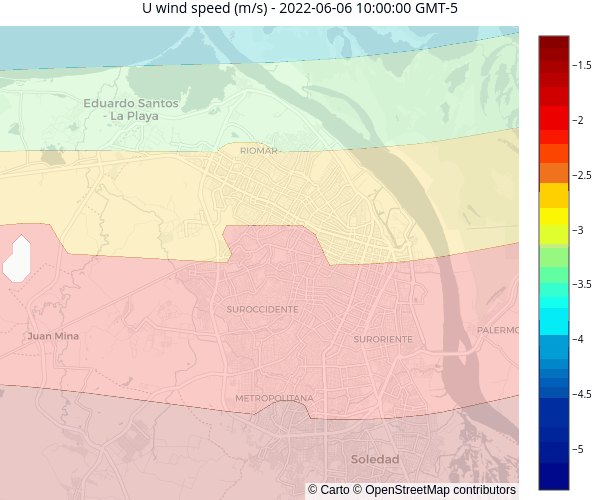 U wind speed (m/s) - 2022-06-06 10:00:00 GMT-5
Eduardo Santos
- La Playa
RIOMAR
SUROCCIDENTE
Juan Mina
SURORIENTE
PALERMO
METROPOLITANA
Soledad
© Carto © OpenStreetMap contributors
−1.5
−2
−2.5
−3
−3.5
−4
−4.5
−5